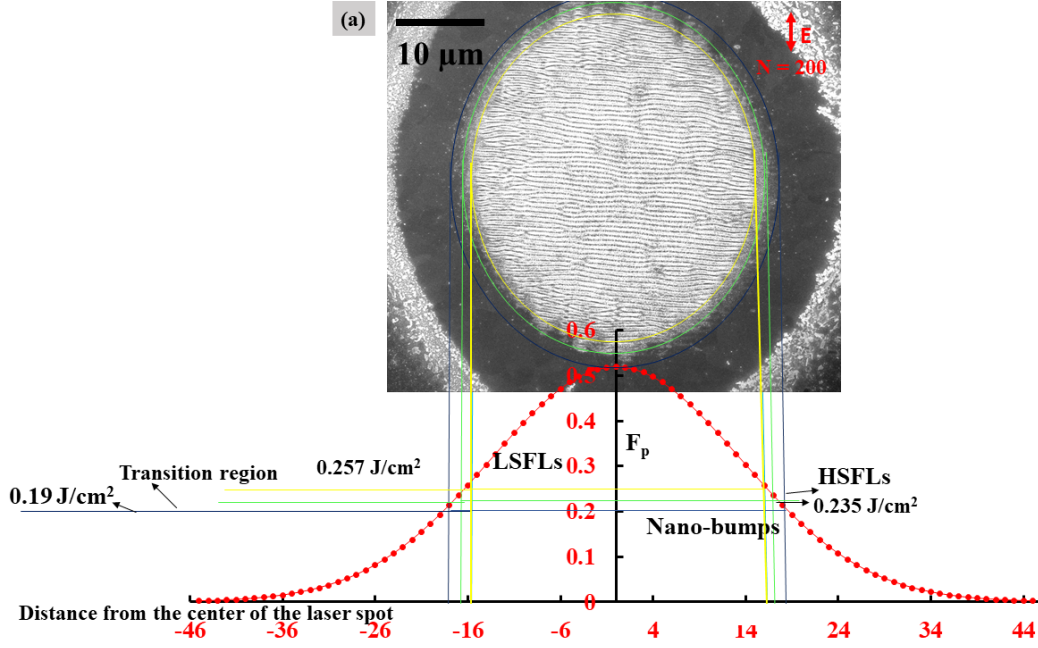 (a)
10 µm
E
N = 200
0.6
0.5
0.4
Fp
LSFLs
0.257 J/cm²
Transition region
0.3
HSFLs
0.19 J/cm²
0.235 J/cm²
0.2
Nano-bumps
0.1
0
Distance from the center of the laser spot
-46 -36 -26 -16 -6 4 14 24 34 44